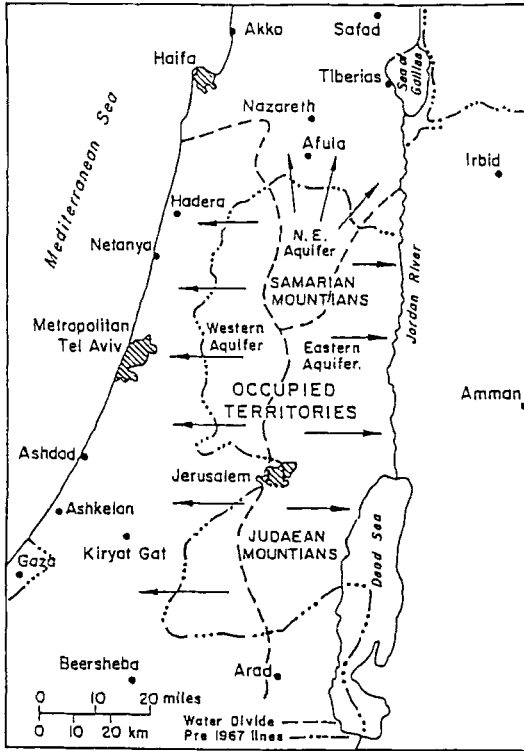 Akko
Safad
Haifa
Tiberias
Sea of
Galilee
Nazareth
Afula
Irbid
Mediterranean Sea
Hadera
N.E.
Aquifer
Netanya
SAMARIAN
MOUNTIANS
Jordan River
Metropolitan
Tel Aviv
Western
Aquifer
Eastern
Aquifer.
OCCUPIED
TERRITORIES
Amman
Ashdod
Jerusalem
Ashkelon
Kiryat Gat
JUDAEAN
MOUNTIANS
Dead Sea
Gaza
Beersheba
Arad
0 10 20 miles
0 10 20 km
Water Divide
Pre 1967 lines